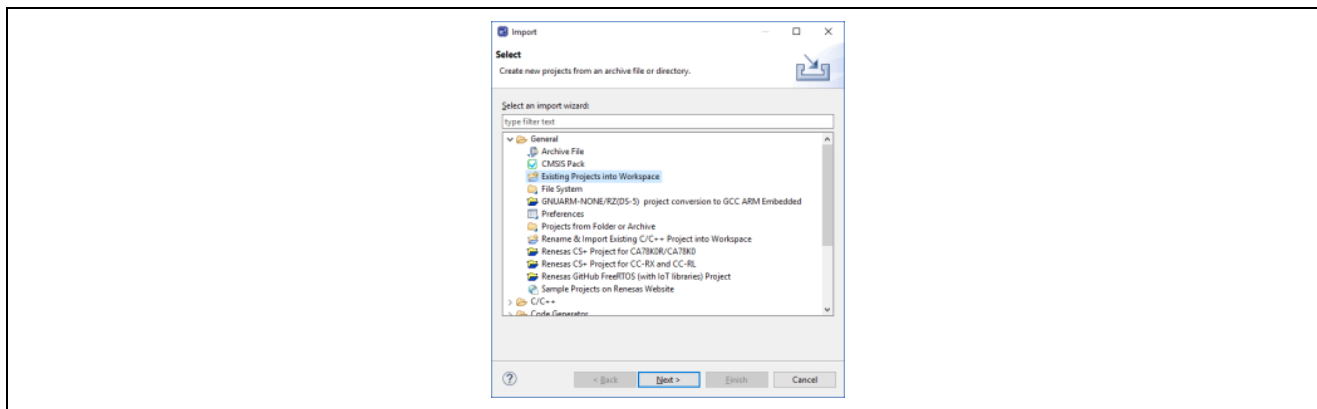 Import
Select
Create new projects from an archive file or directory.
Select an import wizard:
type filter text
General
Archive File
CMSIS Pack
Existing Projects into Workspace
File System
GNUARM-NONE/RZ(DS-5) project conversion to GCC ARM Embedded
Preferences
Projects from Folder or Archive
Rename & Import Existing C/C++ Project into Workspace
Renesas CS+ Project for CA78K0R/CA78K0
Renesas CS+ Project for CC-RX and CC-RL
Renesas GitHub FreeRTOS (with IoT libraries) Project
Sample Projects on Renesas Website
C/C++
Code Generator
< Back Next > Finish Cancel